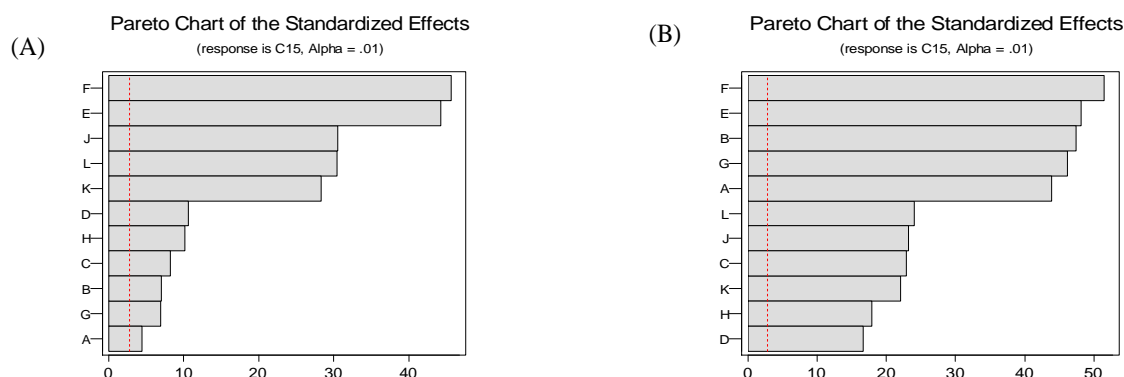 (A)
Pareto Chart of the Standardized Effects
(response is C15, Alpha = .01)
F
E
J
L
K
D
H
C
B
G
A
0 10 20 30 40
(B)
Pareto Chart of the Standardized Effects
(response is C15, Alpha = .01)
F
E
B
G
A
L
J
C
K
H
D
0 10 20 30 40 50